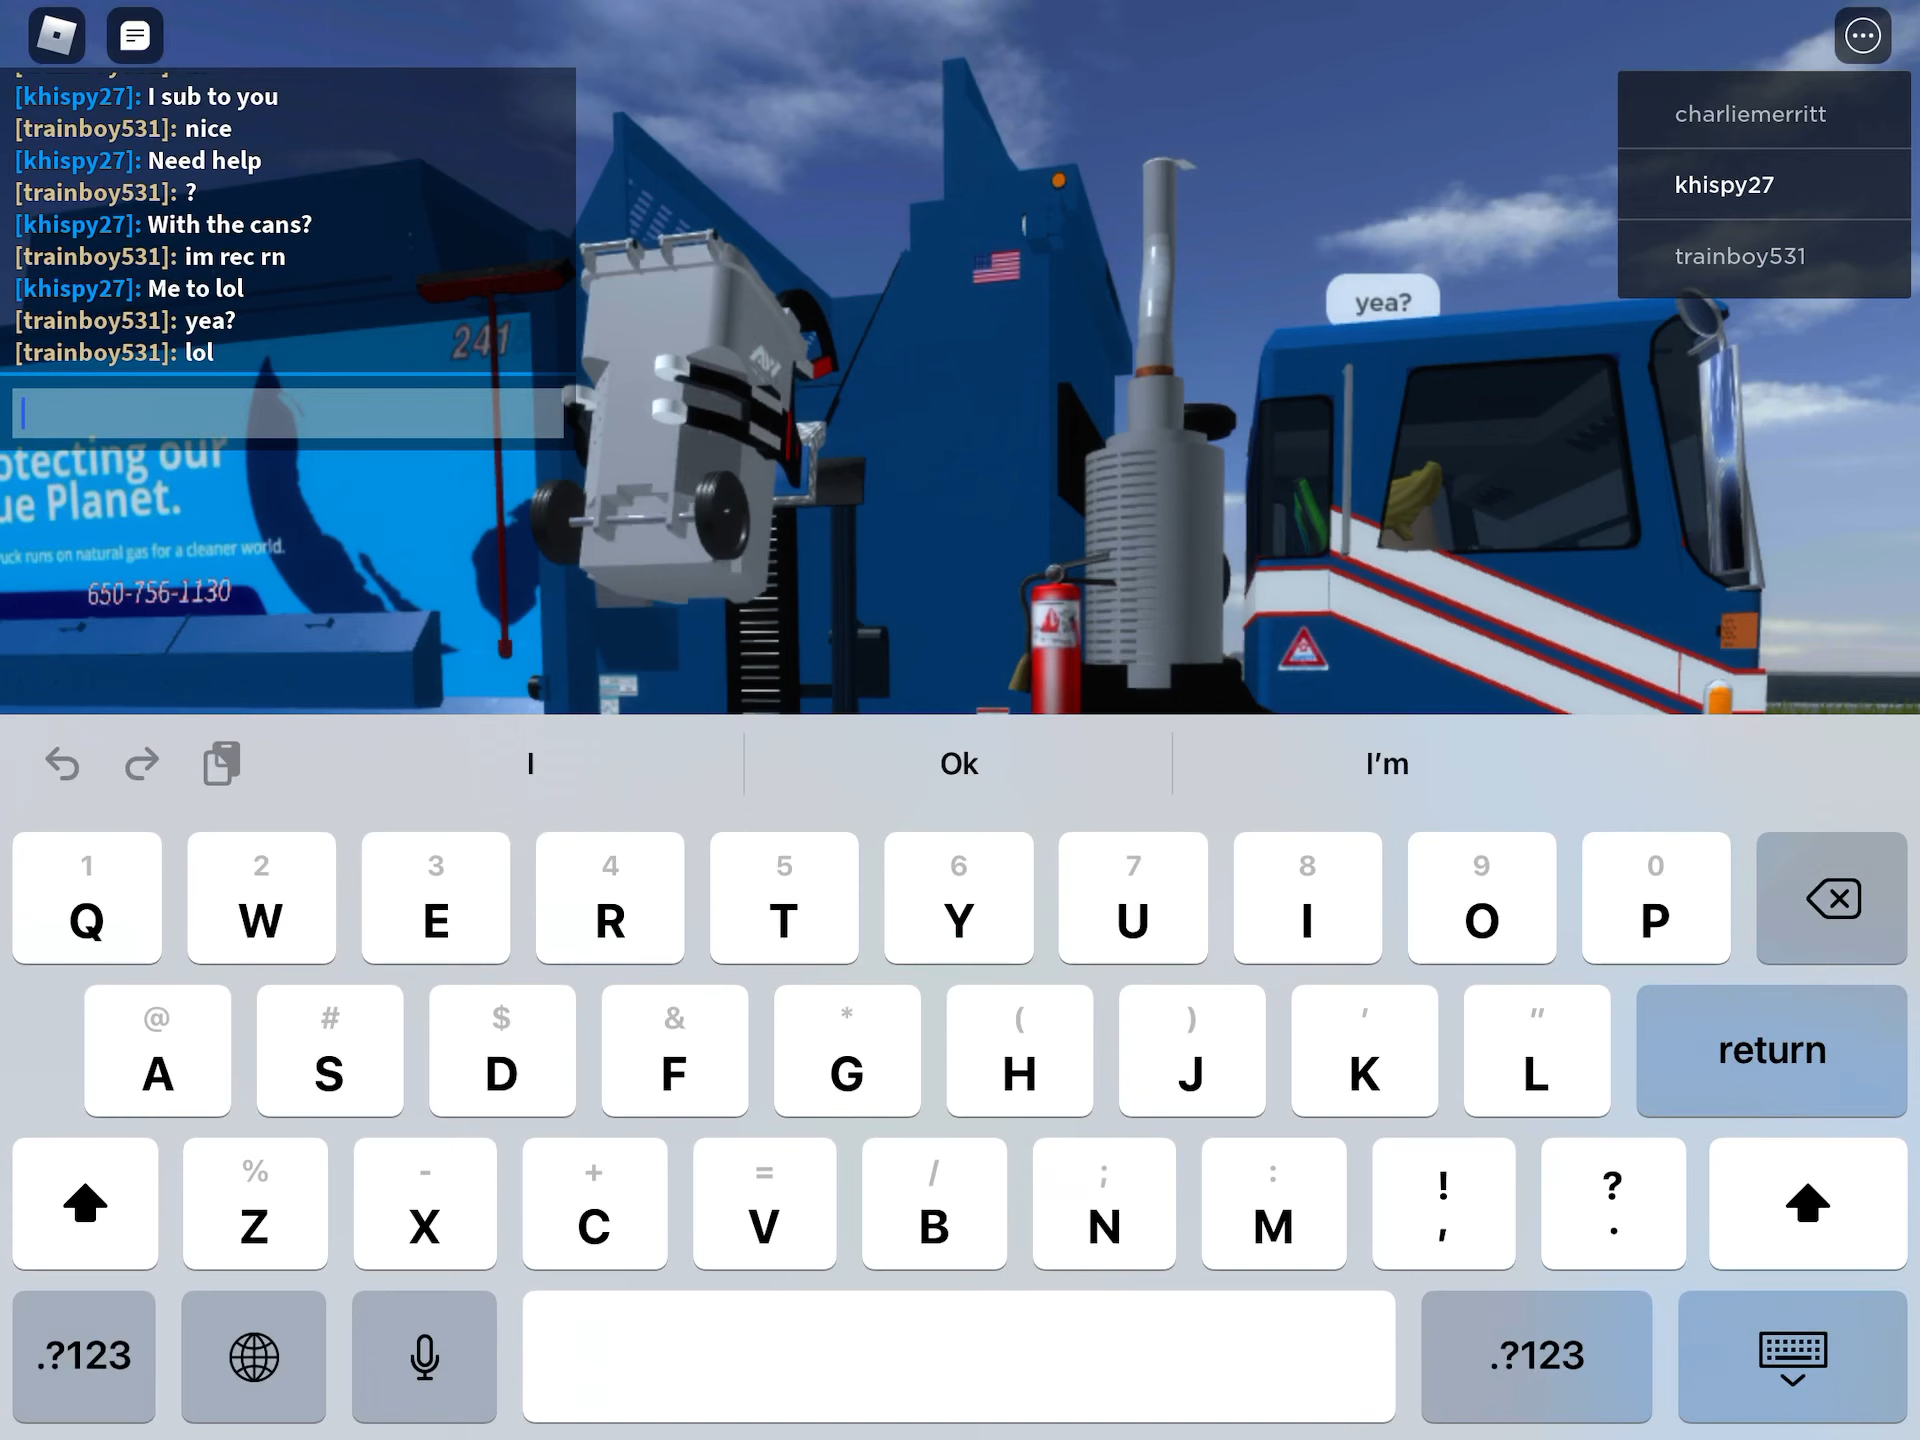 [khispy27]: I sub to you
[trainboy531]: nice
[khispy27]: Need help
[trainboy531]: ?
[khispy27]: With the cans?
[trainboy531]: im rec rn
[khispy27]: Me to lol
[trainboy531]: yea?
[trainboy531]: lol
charliemerritt
khispy27
trainboy531
yea?
241
otecting our
ue Planet.
uck runs on natural gas for a cleaner world.
650-756-1130
I Ok I'm
1 2 3 4 5 6 7 8 9 0
Q W E R T Y U I O P
@ # $ & * ( ) ' "
A S D F G H J K L return
% - + = / ; : ! ?
Z X C V B N M , .
.?123 .?123